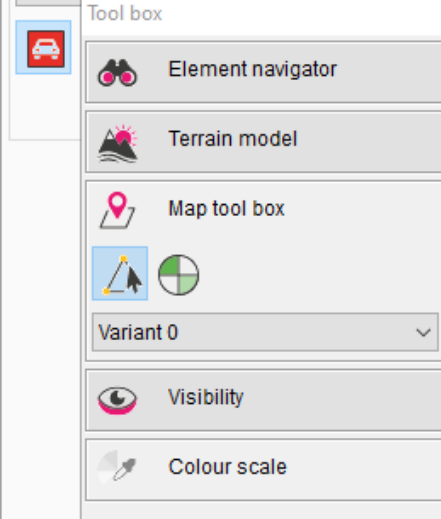 Tool box
Element navigator
Terrain model
Map tool box
Variant 0
Visibility
Colour scale